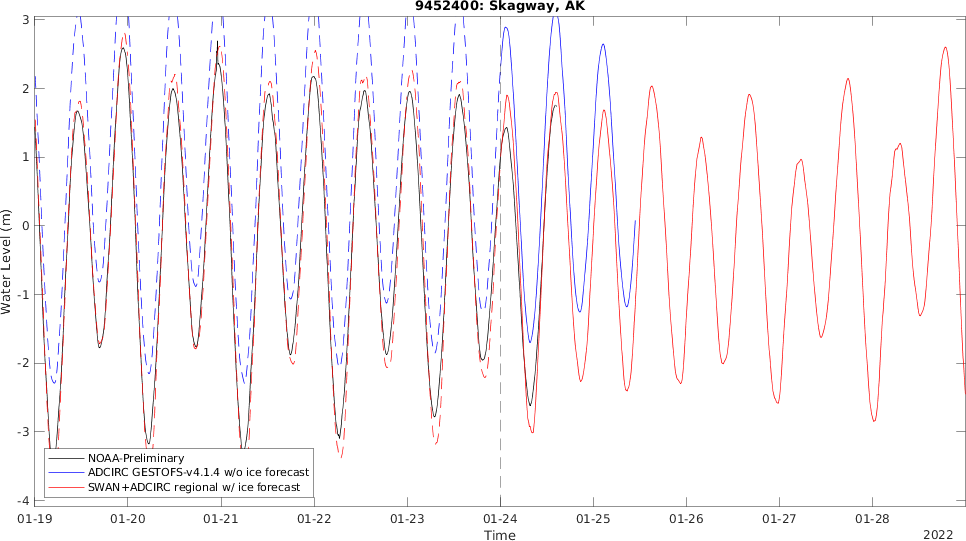 9452400: Skagway, AK
3
2
1
0
-1
-2
-3
-4
Water Level (m)
NOAA-Preliminary
ADCIRC GESTOFS-v4.1.4 w/o ice forecast
SWAN+ADCIRC regional w/ ice forecast
01-19 01-20 01-21 01-22 01-23 01-24 01-25 01-26 01-27 01-28
Time
2022